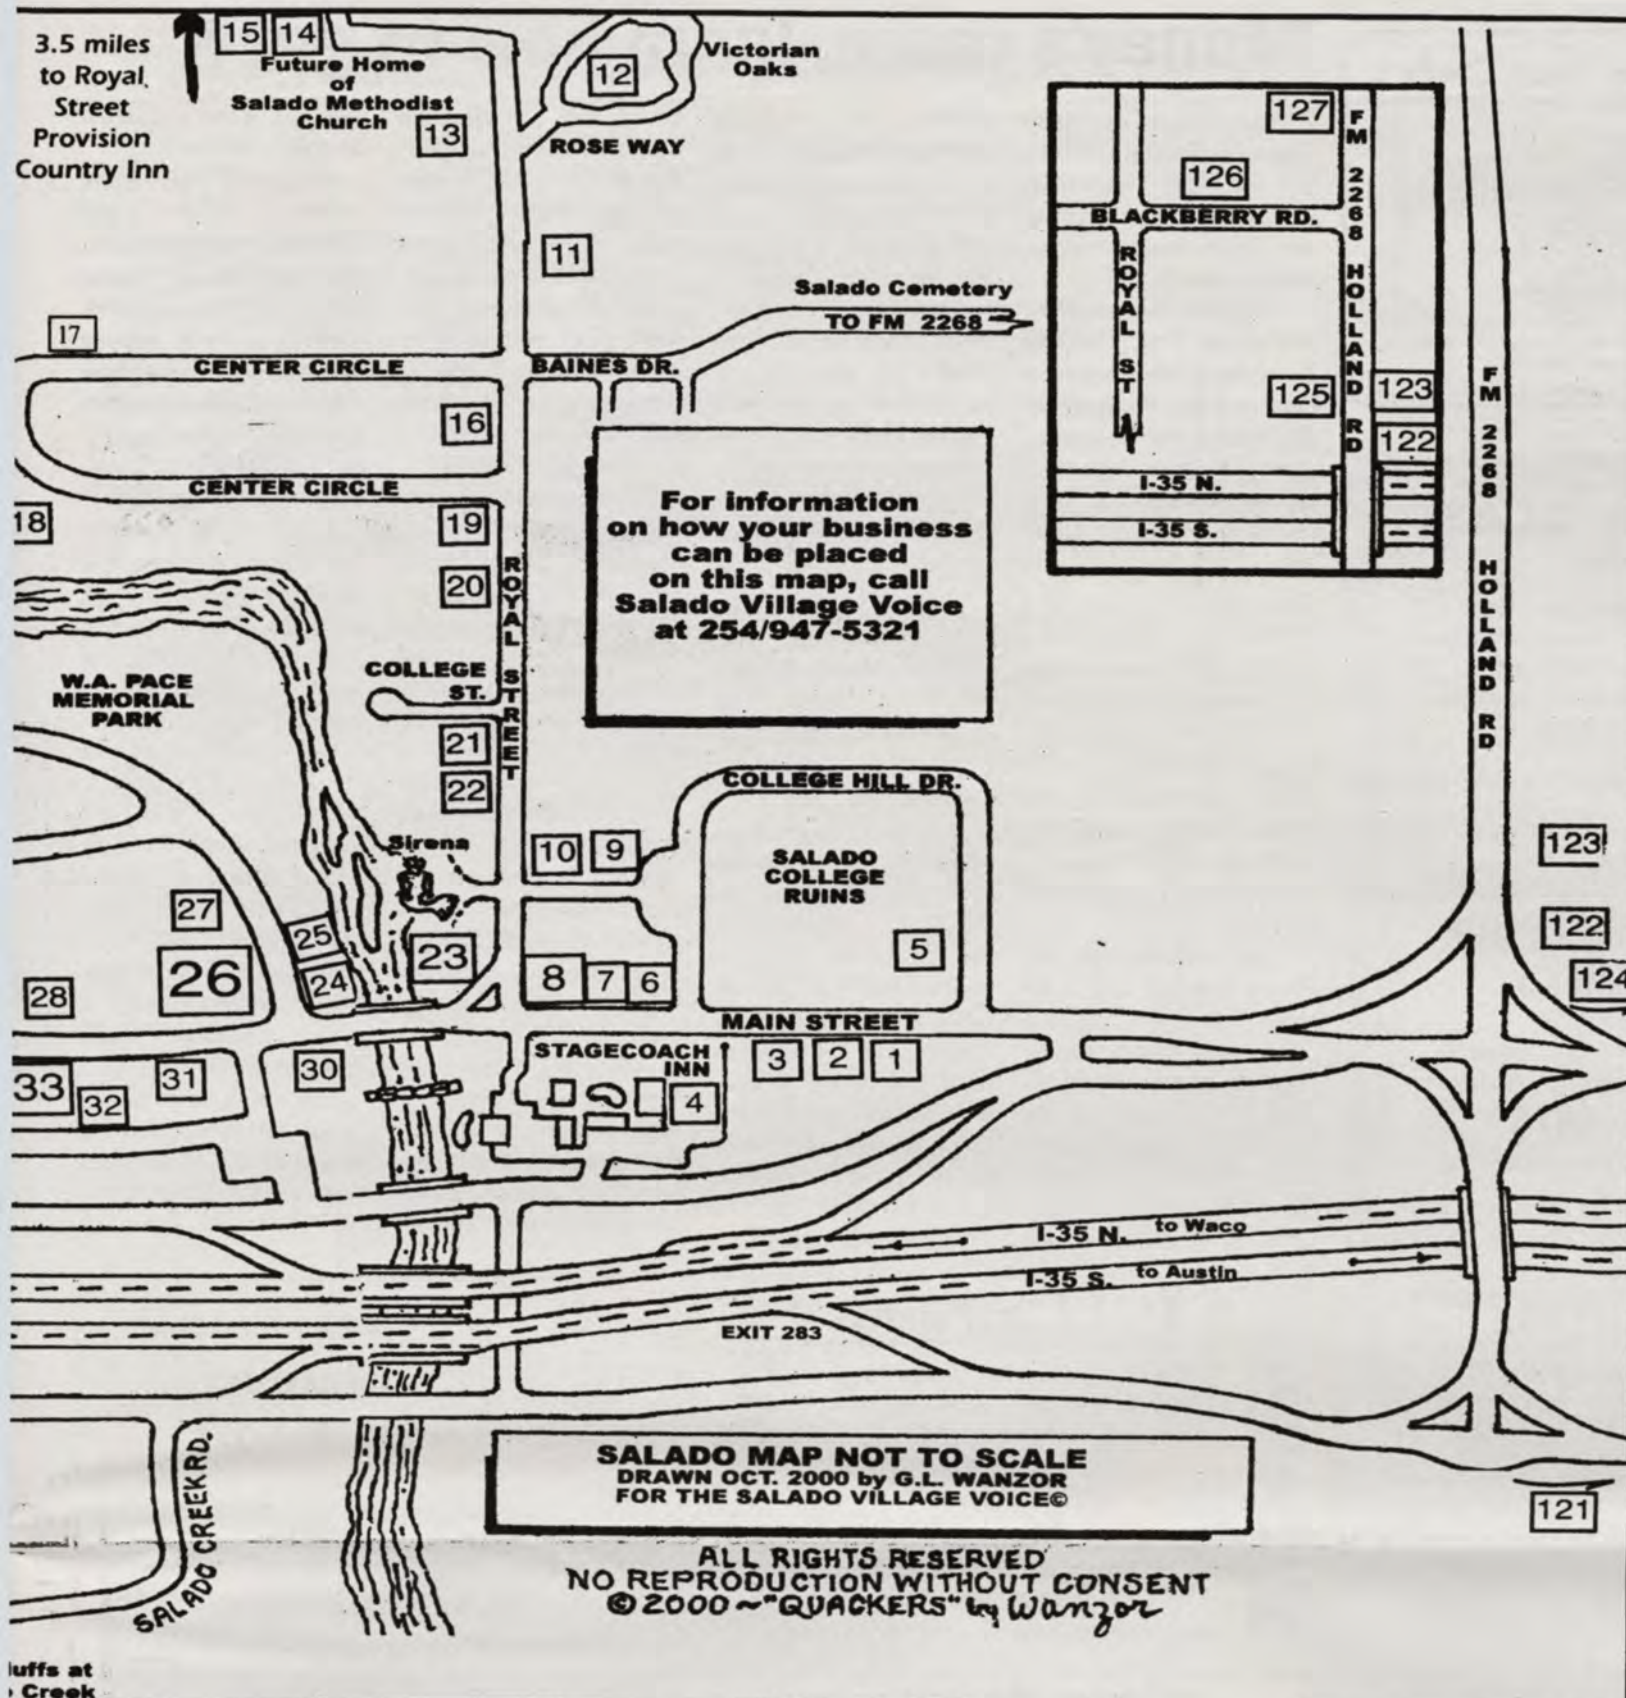 3.5 miles
to Royal
Street
Provision
Country Inn
15
14
Future Home
of
Salado Methodist
Church
13
12
Victorian
Oaks
ROSE WAY
11
Salado Cemetery
TO FM 2268
17
CENTER CIRCLE
BAINES DR.
16
CENTER CIRCLE
18
19
20
ROYAL STREET
COLLEGE
ST.
21
22
W.A. PACE
MEMORIAL
PARK
For information
on how your business
can be placed
on this map, call
Salado Village Voice
at 254/947-5321
127
126
BLACKBERRY RD.
ROYAL ST
FM 2268 HOLLAND RD
125
123
122
I-35 N.
I-35 S.
FM 2268 HOLLAND RD
COLLEGE HILL DR.
Sirena
10
9
SALADO
COLLEGE
RUINS
5
123
122
124
27
25
26
24
23
28
8
7
6
MAIN STREET
STAGECOACH
INN
3
2
1
4
33
32
31
30
I-35 N. to Waco
I-35 S. to Austin
EXIT 283
SALADO CREEK RD.
SALADO MAP NOT TO SCALE
DRAWN OCT. 2000 by G.L. WANZOR
FOR THE SALADO VILLAGE VOICE©
121
ALL RIGHTS RESERVED
NO REPRODUCTION WITHOUT CONSENT
© 2000 ~ "QUACKERS" by Wanzor
luffs at
Creek